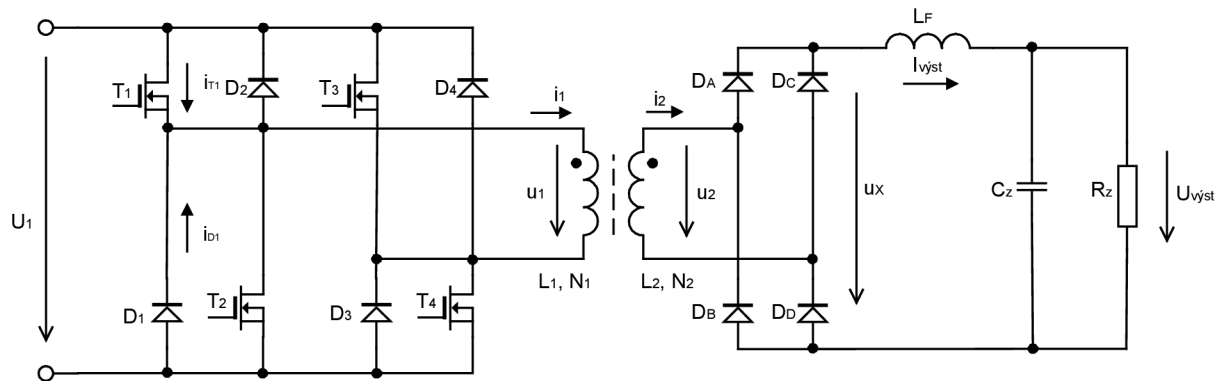 LF
Ivýst
i1
i2
DA
DC
T1
iT1
D2
T3
D4
u1
u2
uX
CZ
RZ
Uvýst
U1
iD1
L1, N1
L2, N2
D1
T2
D3
T4
DB
DD